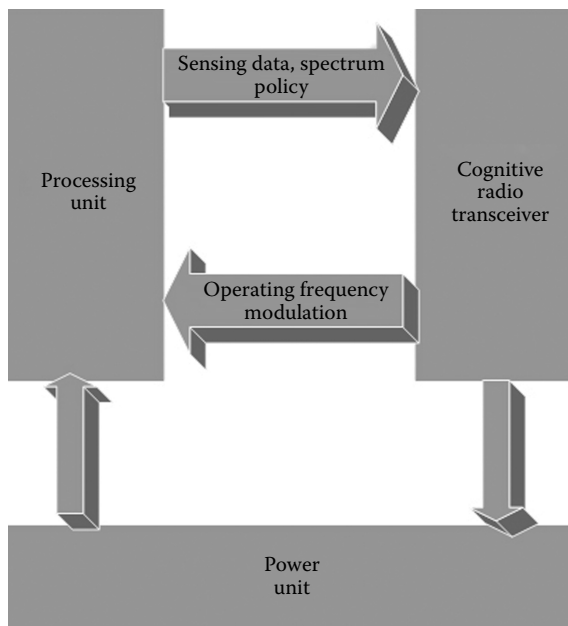 Sensing data, spectrum
policy
Processing
unit
Cognitive
radio
transceiver
Operating frequency
modulation
Power
unit